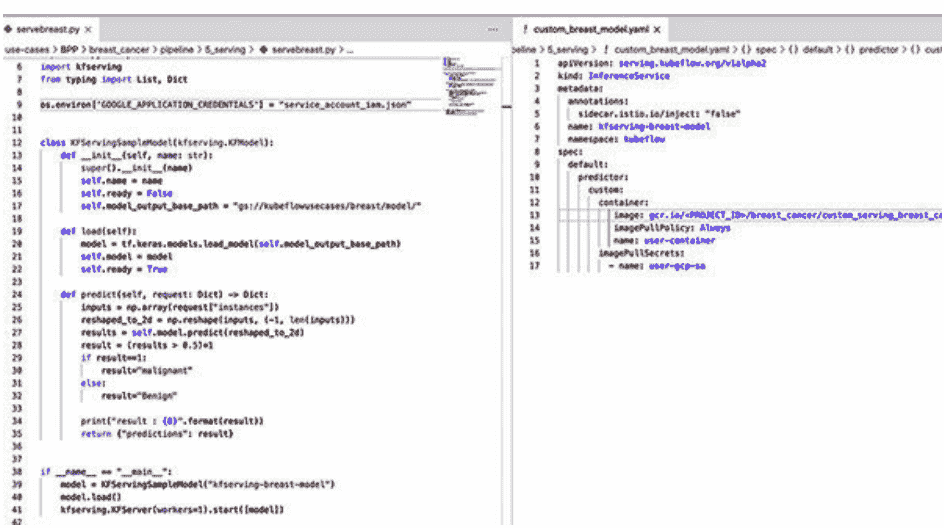 servebreast.py ×
use-cases > BPP > breast_cancer > pipeline > 5_serving > servebreast.py > ...
6 import kfserving
7 from typing import List, Dict
8
9 os.environ['GOOGLE_APPLICATION_CREDENTIALS'] = "service_account_iam.json"
10
11
12 class KFServingSampleModel(kfserving.KFModel):
13 def __init__(self, name: str):
14 super().__init__(name)
15 self.name = name
16 self.ready = False
17 self.model_output_base_path = "gs://kubeflowusecases/breast/model/"
18
19 def load(self):
20 model = tf.keras.models.load_model(self.model_output_base_path)
21 self.model = model
22 self.ready = True
23
24 def predict(self, request: Dict) -> Dict:
25 inputs = np.array(request["instances"])
26 reshaped_to_2d = np.reshape(inputs, (-1, len(inputs)))
27 results = self.model.predict(reshaped_to_2d)
28 result = (results > 0.5)*1
29 if result==1:
30 result="malignant"
31 else:
32 result="Benign"
33
34 print("result : {0}".format(result))
35 return {"predictions": result}
36
37
38 if __name__ == "__main__":
39 model = KFServingSampleModel("kfserving-breast-model")
40 model.load()
41 kfserving.KFServer(workers=1).start([model])
42
! custom_breast_model.yaml ×
peline > 5_serving > ! custom_breast_model.yaml > {} spec > {} default > {} predictor > {} cust
1 apiVersion: serving.kubeflow.org/v1alpha2
2 kind: InferenceService
3 metadata:
4 annotations:
5 sidecar.istio.io/inject: "false"
6 name: kfserving-breast-model
7 namespace: kubeflow
8 spec:
9 default:
10 predictor:
11 custom:
12 container:
13 image: gcr.io/<PROJECT_ID>/breast_cancer/custom_serving_breast_ca
14 imagePullPolicy: Always
15 name: user-container
16 imagePullSecrets:
17 - name: user-gcp-sa